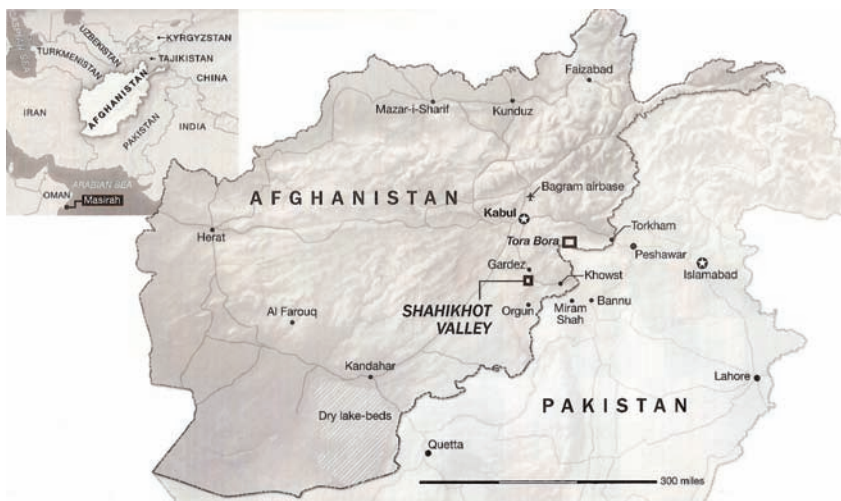 UZBEKISTAN
KYRGYZSTAN
TURKMENISTAN
TAJIKISTAN
CHINA
AFGHANISTAN
IRAN
PAKISTAN
INDIA
ARABIAN SEA
OMAN
Masirah
Faizabad
Mazar-i-Sharif
Kunduz
AFGHANISTAN
Bagram airbase
Kabul
Herat
Tora Bora
Torkham
Peshawar
Islamabad
Gardez
Khowst
SHAHIKHOT
VALLEY
Al Farouq
Orgun
Miram
Shah
Bannu
Kandahar
Lahore
Dry lake-beds
PAKISTAN
Quetta
300 miles